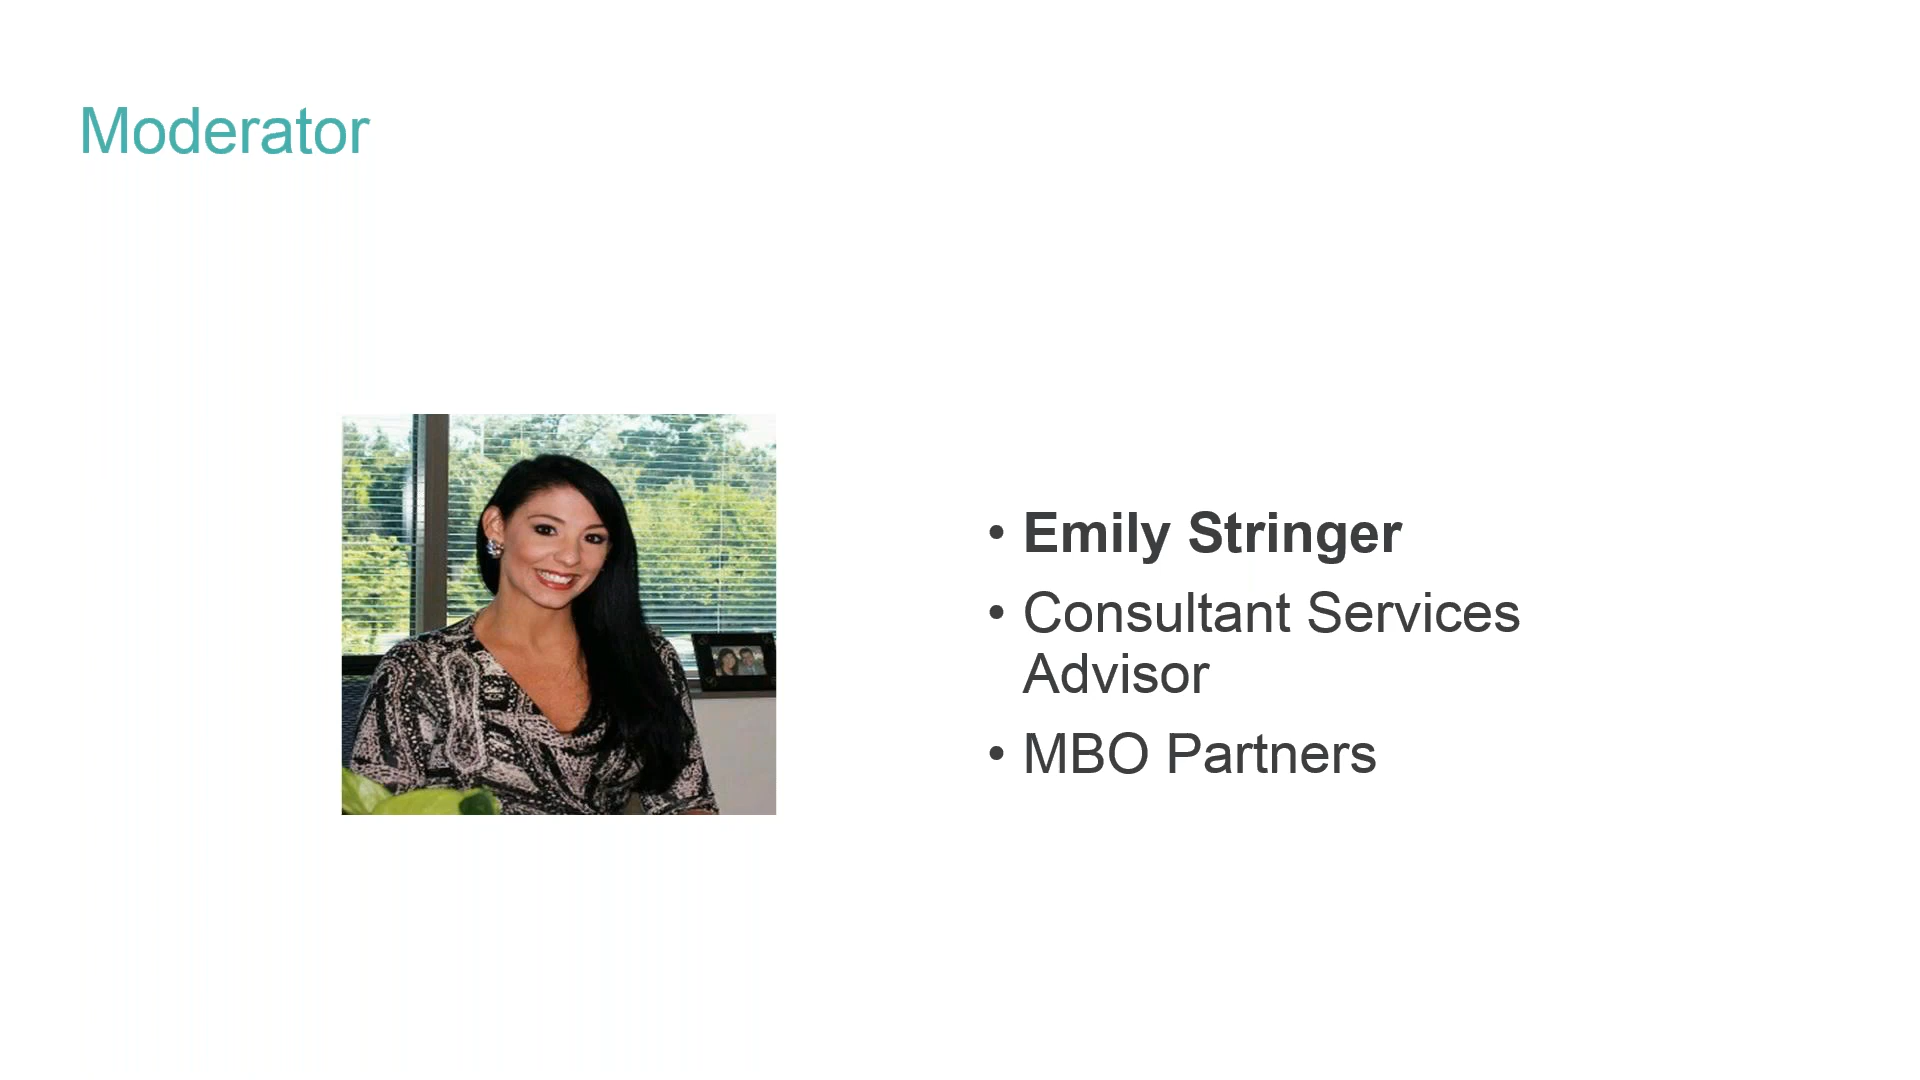 Moderator
• Emily Stringer
• Consultant Services
Advisor
• MBO Partners